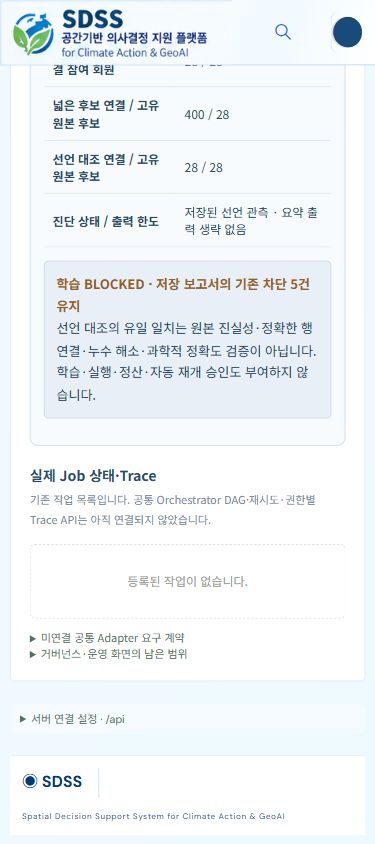 SDSS
공간기반 의사결정 지원 플랫폼
for Climate Action & GeoAI
결 참여 회원
넓은 후보 연결 / 고유
원본 후보
400 / 28
선언 대조 연결 / 고유
원본 후보
28 / 28
진단 상태 / 출력 한도
저장된 선언 관측 · 요약 출
력 생략 없음
학습 BLOCKED · 저장 보고서의 기존 차단 5건
유지
선언 대조의 유일 일치는 원본 진실성·정확한 행
연결·누수 해소·과학적 정확도 검증이 아닙니다.
학습·실행·정산·자동 재개 승인도 부여하지 않
습니다.
실제 Job 상태·Trace
기존 작업 목록입니다. 공통 Orchestrator DAG·재시도·권한별
Trace API는 아직 연결되지 않았습니다.
등록된 작업이 없습니다.
▶ 미연결 공통 Adapter 요구 계약
▶ 거버넌스·운영 화면의 남은 범위
▶ 서버 연결 설정 · /api
SDSS
Spatial Decision Support System for Climate Action & GeoAI